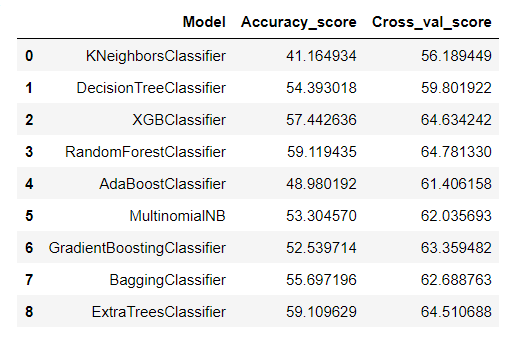 Model Accuracy_score Cross_val_score
0 KNeighborsClassifier 41.164934 56.189449
1 DecisionTreeClassifier 54.393018 59.801922
2 XGBClassifier 57.442636 64.634242
3 RandomForestClassifier 59.119435 64.781330
4 AdaBoostClassifier 48.980192 61.406158
5 MultinomialNB 53.304570 62.035693
6 GradientBoostingClassifier 52.539714 63.359482
7 BaggingClassifier 55.697196 62.688763
8 ExtraTreesClassifier 59.109629 64.510688